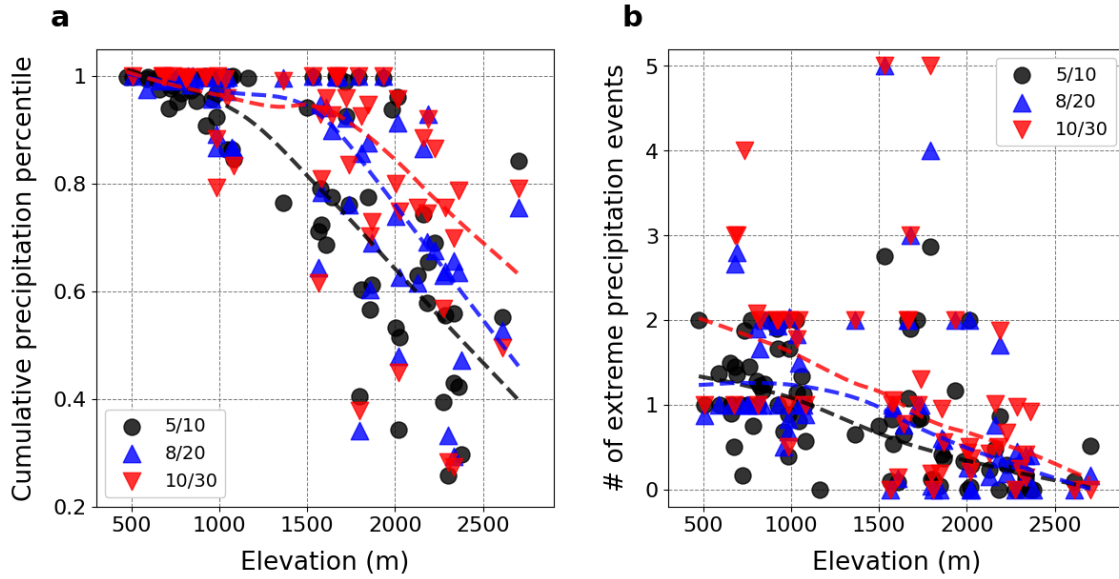 a
Cumulative precipitation percentile
1
0.8
0.6
0.4
0.2
5/10
8/20
10/30
500 1000 1500 2000 2500
Elevation (m)
b
# of extreme precipitation events
5
4
3
2
1
0
5/10
8/20
10/30
500 1000 1500 2000 2500
Elevation (m)